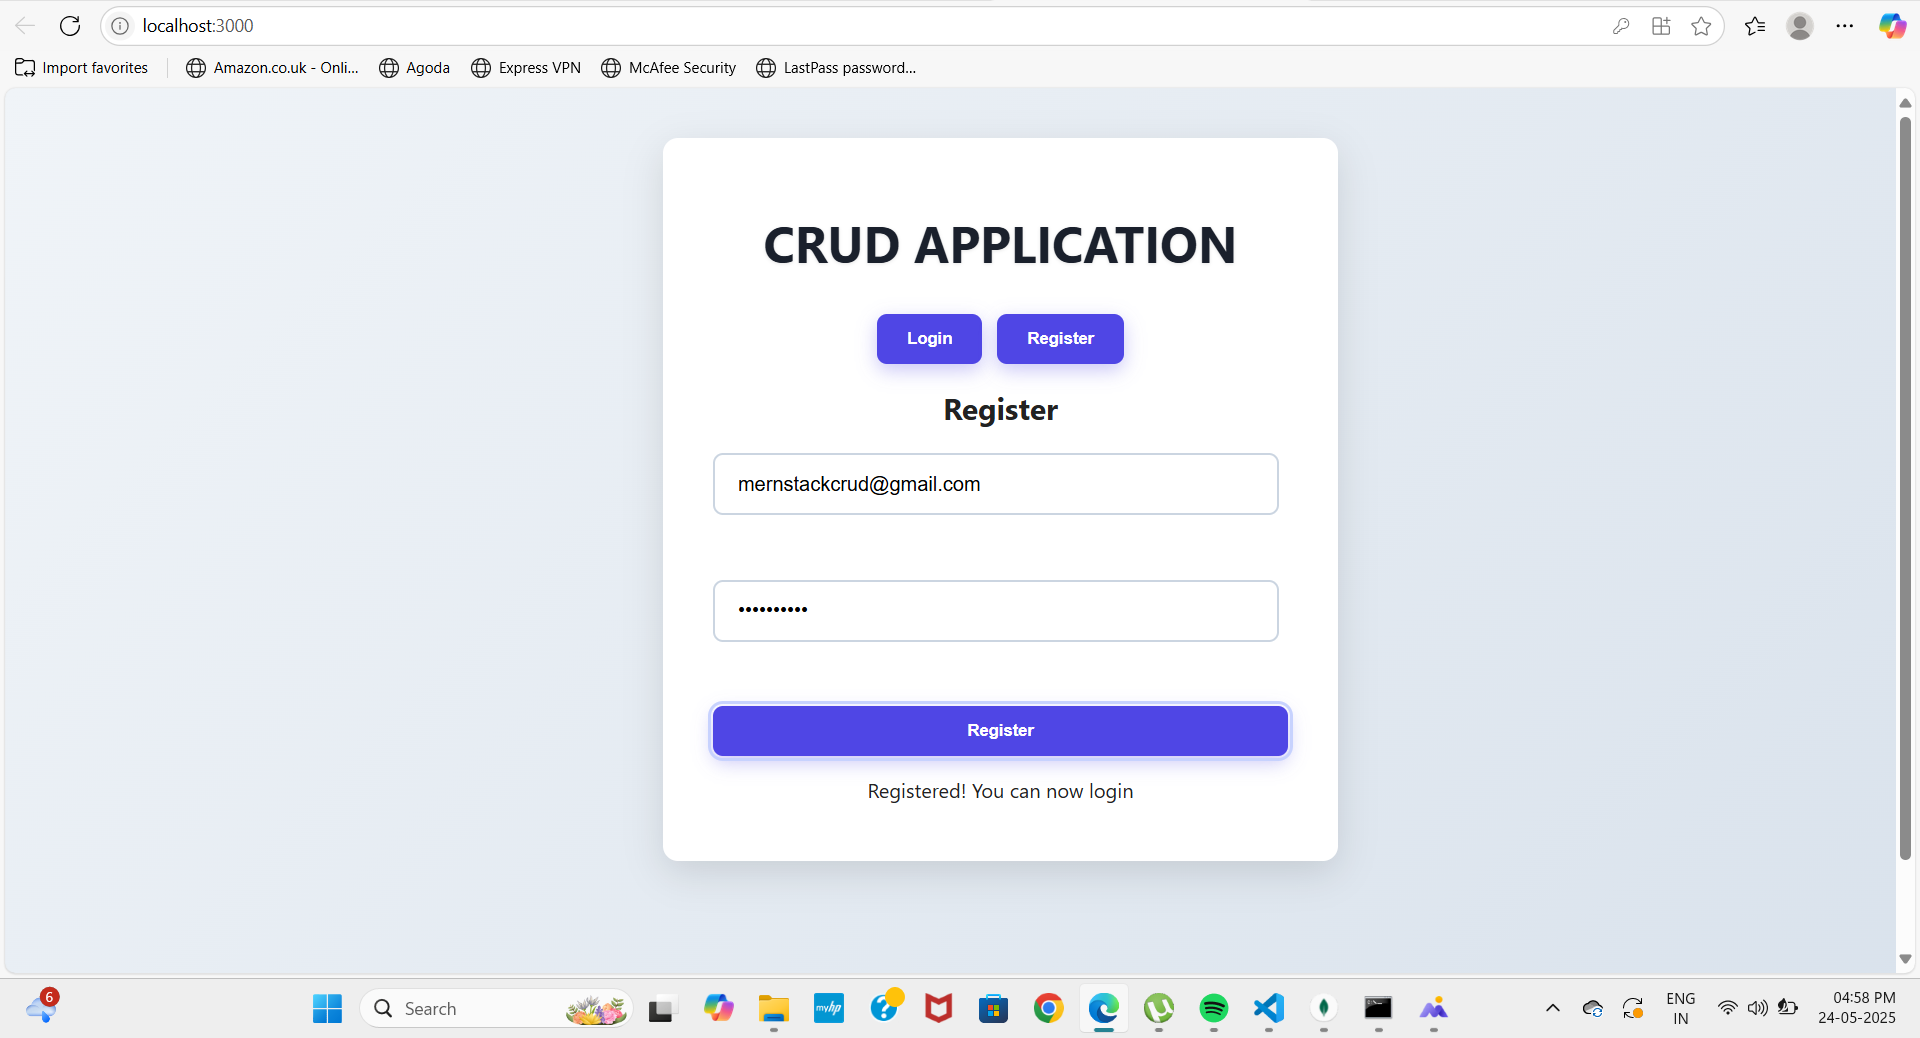 localhost:3000
Import favorites
Amazon.co.uk - Onli...
Agoda
Express VPN
McAfee Security
LastPass password...
CRUD APPLICATION
Login
Register
Register
mernstackcrud@gmail.com
••••••••••
Register
Registered! You can now login
6
Search
myhp
ENG
IN
04:58 PM
24-05-2025